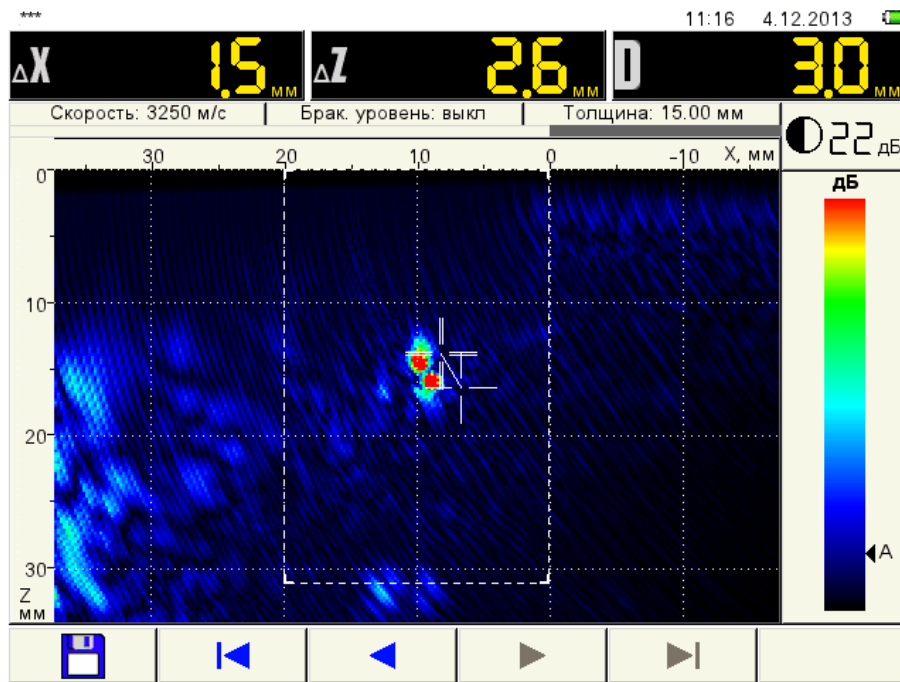 *** 11:16 4.12.2013
ΔX 1.5 мм ΔZ 2.6 мм D 3.0 мм
Скорость: 3250 м/с Брак. уровень: выкл Толщина: 15.00 мм
22 дБ
30 20 10 0 -10 X, мм
дБ
0
10
20
A
30
Z
мм